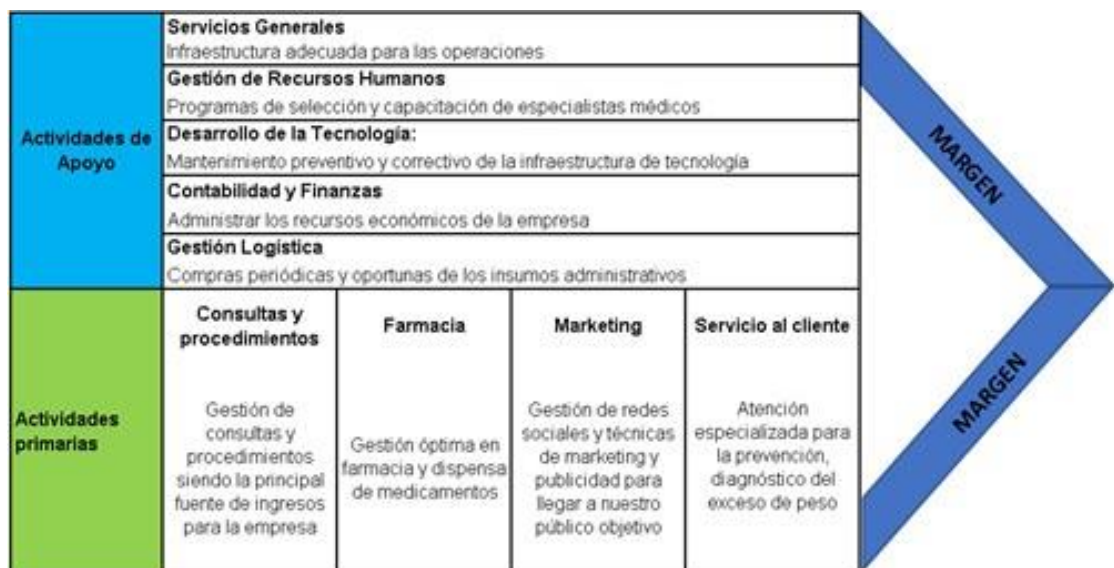 Actividades de
Apoyo
Servicios Generales
Infraestructura adecuada para las operaciones
Gestión de Recursos Humanos
Programas de selección y capacitación de especialistas médicos
Desarrollo de la Tecnología:
Mantenimiento preventivo y correctivo de la infraestructura de tecnología
Contabilidad y Finanzas
Administrar los recursos económicos de la empresa
Gestión Logística
Compras periódicas y oportunas de los insumos administrativos
MARGEN
Actividades
primarias
Consultas y
procedimientos
Gestión de
consultas y
procedimientos
siendo la principal
fuente de ingresos
para la empresa
Farmacia
Gestión óptima en
farmacia y dispensa
de medicamentos
Marketing
Gestión de redes
sociales y técnicas
de marketing y
publicidad para
llegar a nuestro
público objetivo
Servicio al cliente
Atención
especializada para
la prevención,
diagnóstico del
exceso de peso
MARGEN